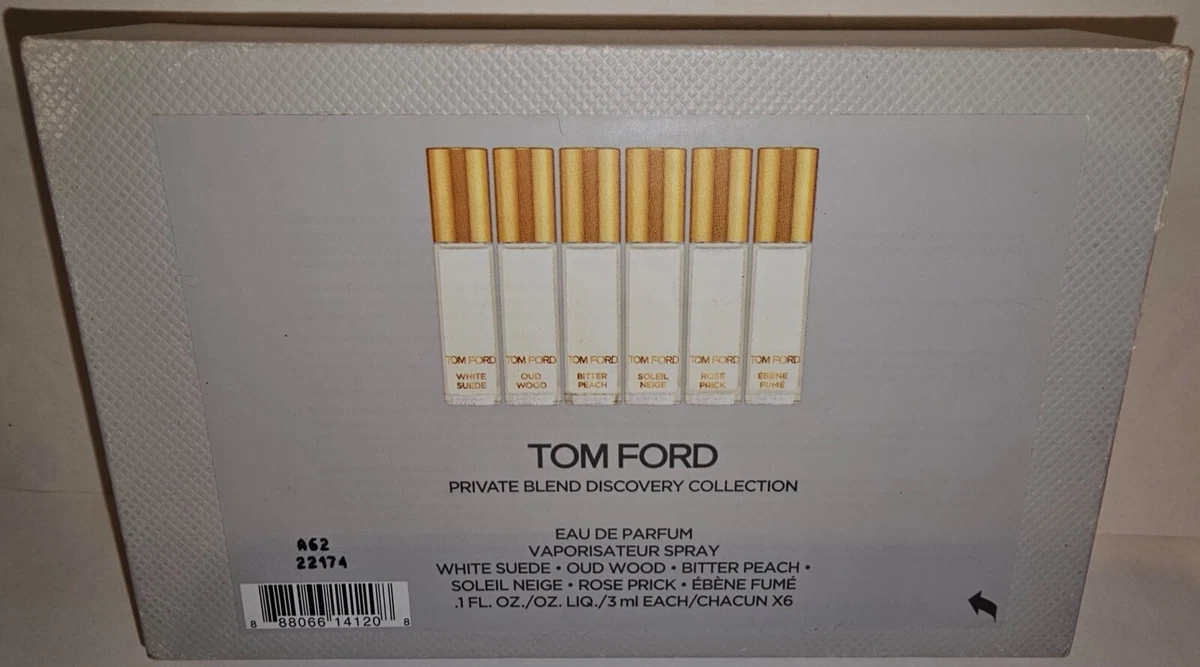 TOM FORD TOM FORD TOM FORD TOM FORD TOM FORD TOM FORD
WHITE OUD BITTER SOLEIL ROSE ÉBÈNE
SUEDE WOOD PEACH NEIGE PRICK FUMÉ
TOM FORD
PRIVATE BLEND DISCOVERY COLLECTION
EAU DE PARFUM
VAPORISATEUR SPRAY
WHITE SUEDE • OUD WOOD • BITTER PEACH •
SOLEIL NEIGE • ROSE PRICK • ÉBÈNE FUMÉ
.1 FL. OZ./OZ. LIQ./3 ml EACH/CHACUN X6
A62
22174
8 88066 14120 8